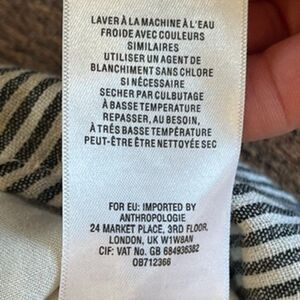 LAVER À LA MACHINE À L'EAU
FROIDE AVEC COULEURS
SIMILAIRES
UTILISER UN AGENT DE
BLANCHIMENT SANS CHLORE
SI NÉCESSAIRE
SECHER PAR CULBUTAGE
À BASSE TEMPERATURE
REPASSER, AU BESOIN,
À TRÉS BASSE TEMPÉRATURE
PEUT-ÊTRE ÊTRE NETTOYÉE SEC
FOR EU: IMPORTED BY
ANTHROPOLOGIE
24 MARKET PLACE, 3RD FLOOR,
LONDON, UK W1W8AN
CIF: VAT No. GB 684936382
OB712366